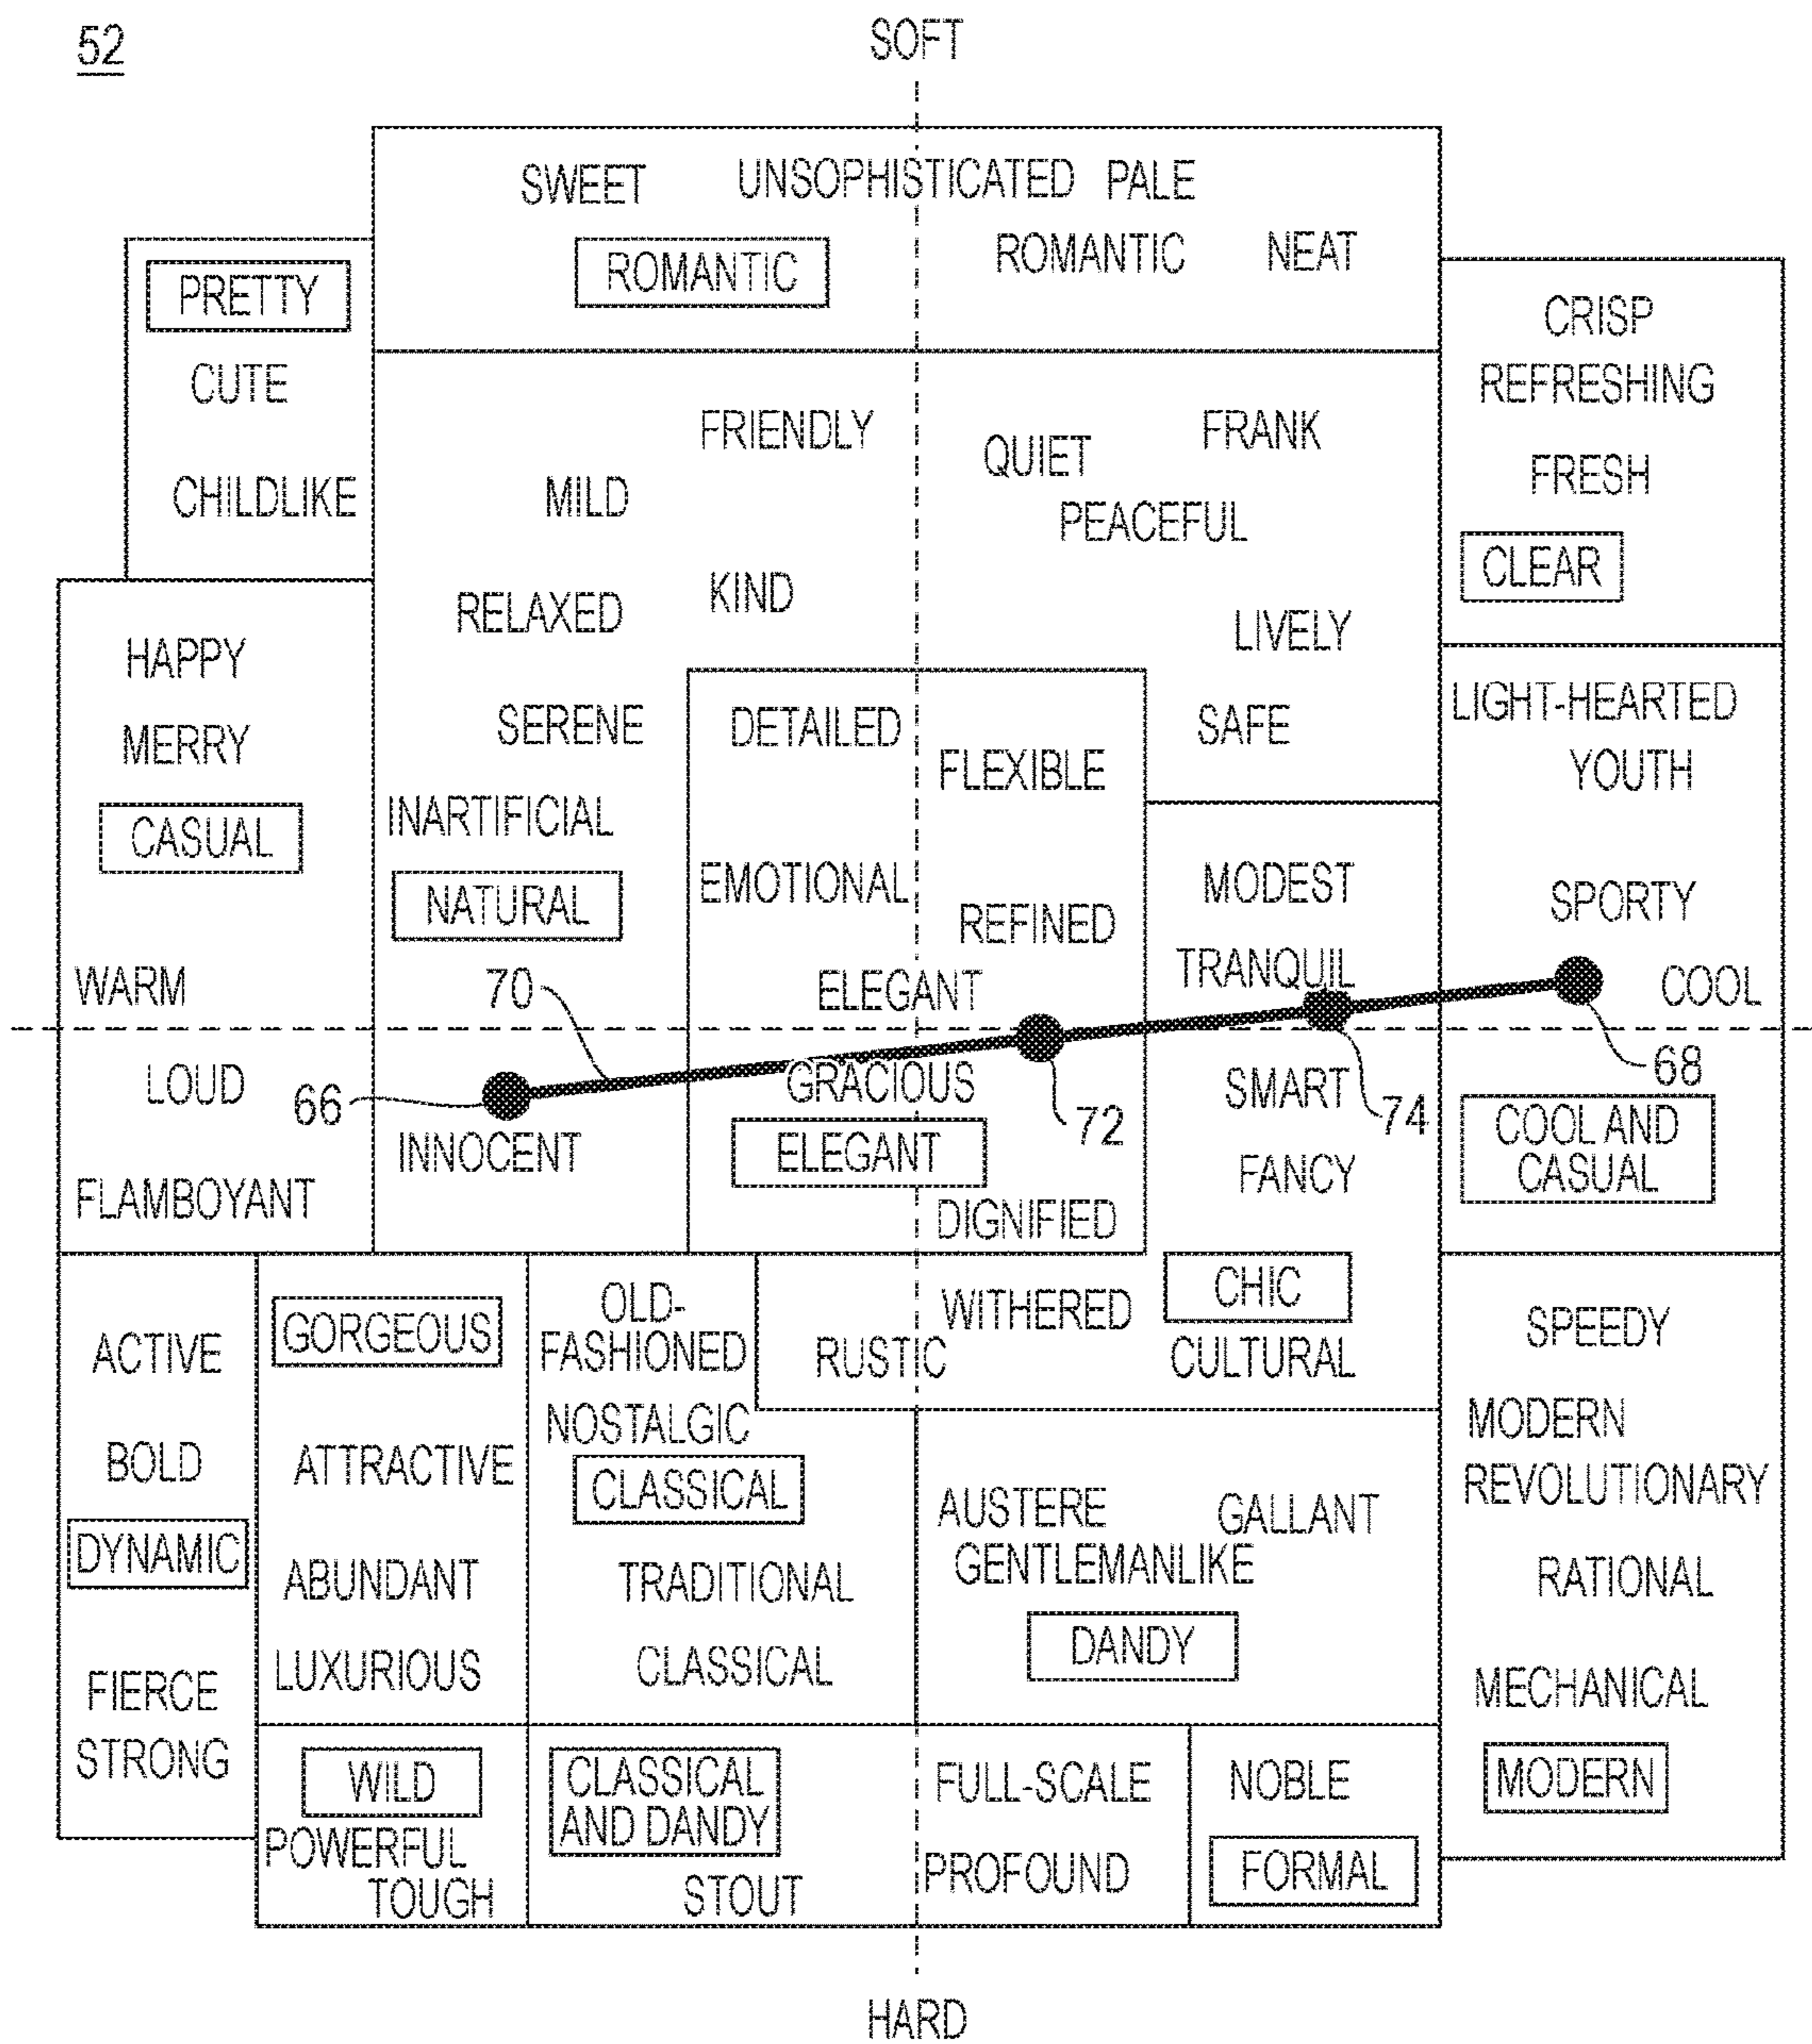 52
SOFT
SWEET
UNSOPHISTICATED
PALE
ROMANTIC
ROMANTIC
NEAT
PRETTY
CUTE
CHILDLIKE
CRISP
REFRESHING
FRESH
CLEAR
FRIENDLY
MILD
QUIET
FRANK
PEACEFUL
RELAXED
KIND
LIVELY
SERENE
SAFE
INARTIFICIAL
NATURAL
HAPPY
MERRY
CASUAL
WARM
LOUD
FLAMBOYANT
DETAILED
FLEXIBLE
EMOTIONAL
REFINED
ELEGANT
GRACIOUS
ELEGANT
DIGNIFIED
MODEST
TRANQUIL
LIGHT-HEARTED
YOUTH
SPORTY
COOL
70
66
72
74
68
INNOCENT
SMART
FANCY
COOL AND
CASUAL
CHIC
WITHERED
RUSTIC
CULTURAL
ACTIVE
BOLD
DYNAMIC
FIERCE
STRONG
GORGEOUS
ATTRACTIVE
ABUNDANT
LUXURIOUS
OLD-
FASHIONED
NOSTALGIC
CLASSICAL
TRADITIONAL
CLASSICAL
AUSTERE
GALLANT
GENTLEMANLIKE
DANDY
SPEEDY
MODERN
REVOLUTIONARY
RATIONAL
MECHANICAL
MODERN
WILD
POWERFUL
TOUGH
CLASSICAL
AND DANDY
STOUT
FULL-SCALE
PROFOUND
NOBLE
FORMAL
HARD